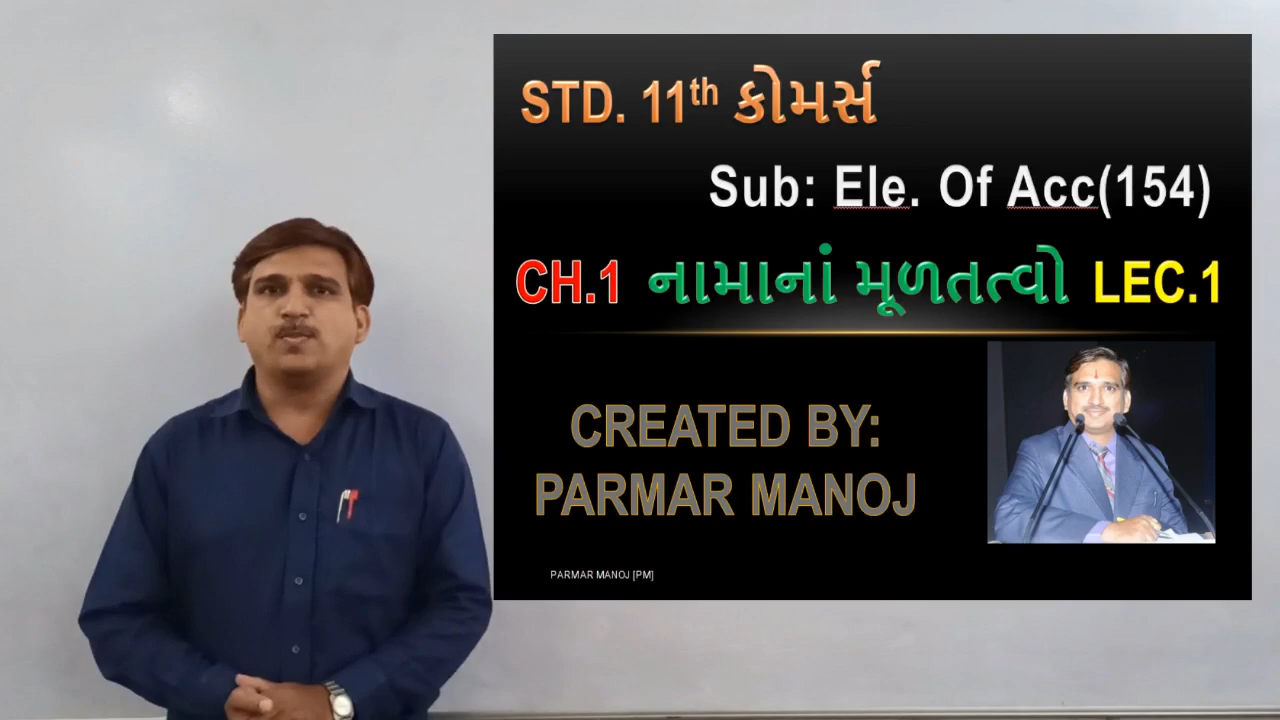 STD. 11th કોમર્સ
Sub: Ele. Of Acc(154)
CH.1 નામાનાં મૂળતત્વો LEC.1
CREATED BY:
PARMAR MANOJ
PARMAR MANOJ [PM]